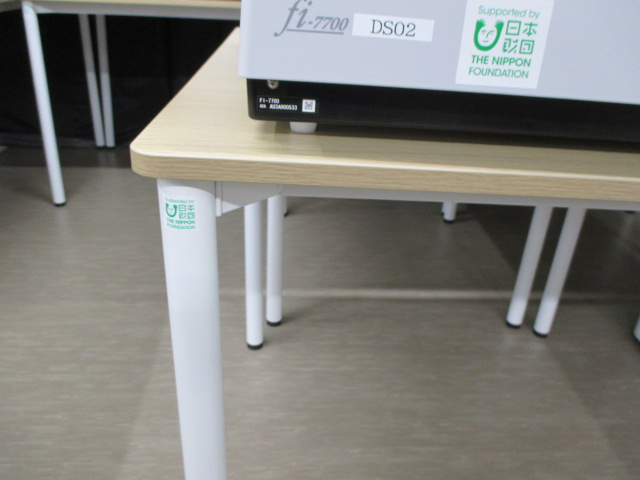 fi-7700
DS02
Supported by
日本
財団
THE NIPPON
FOUNDATION
FI-7700
A83AH00533
Supported by
日本
財団
THE NIPPON
FOUNDATION